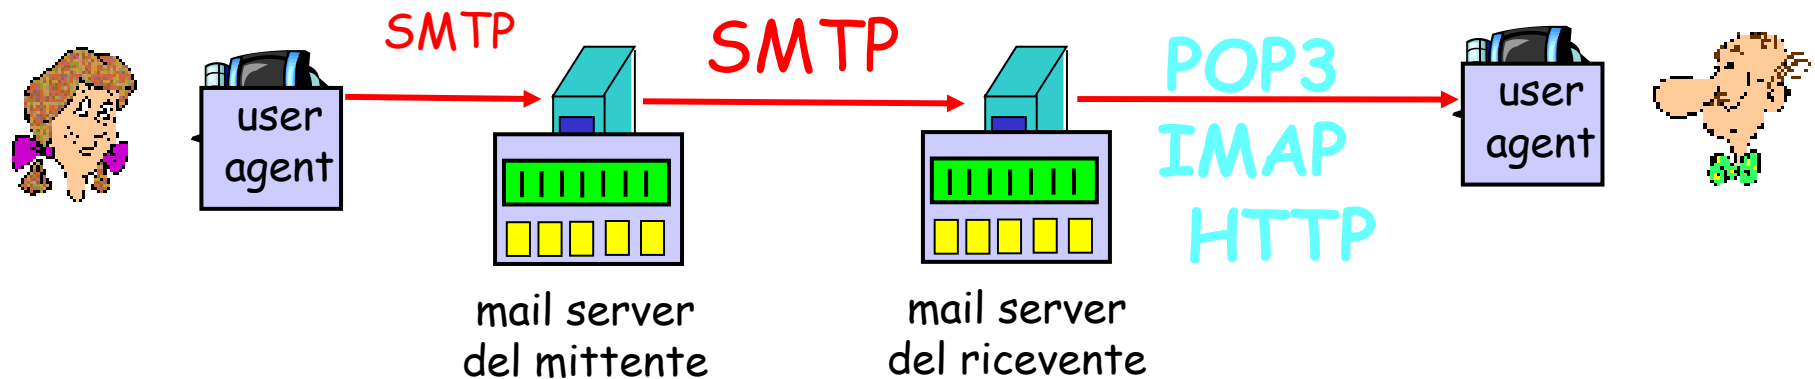 SMTP
SMTP
POP3
IMAP
HTTP
user
agent
user
agent
mail server
del mittente
mail server
del ricevente